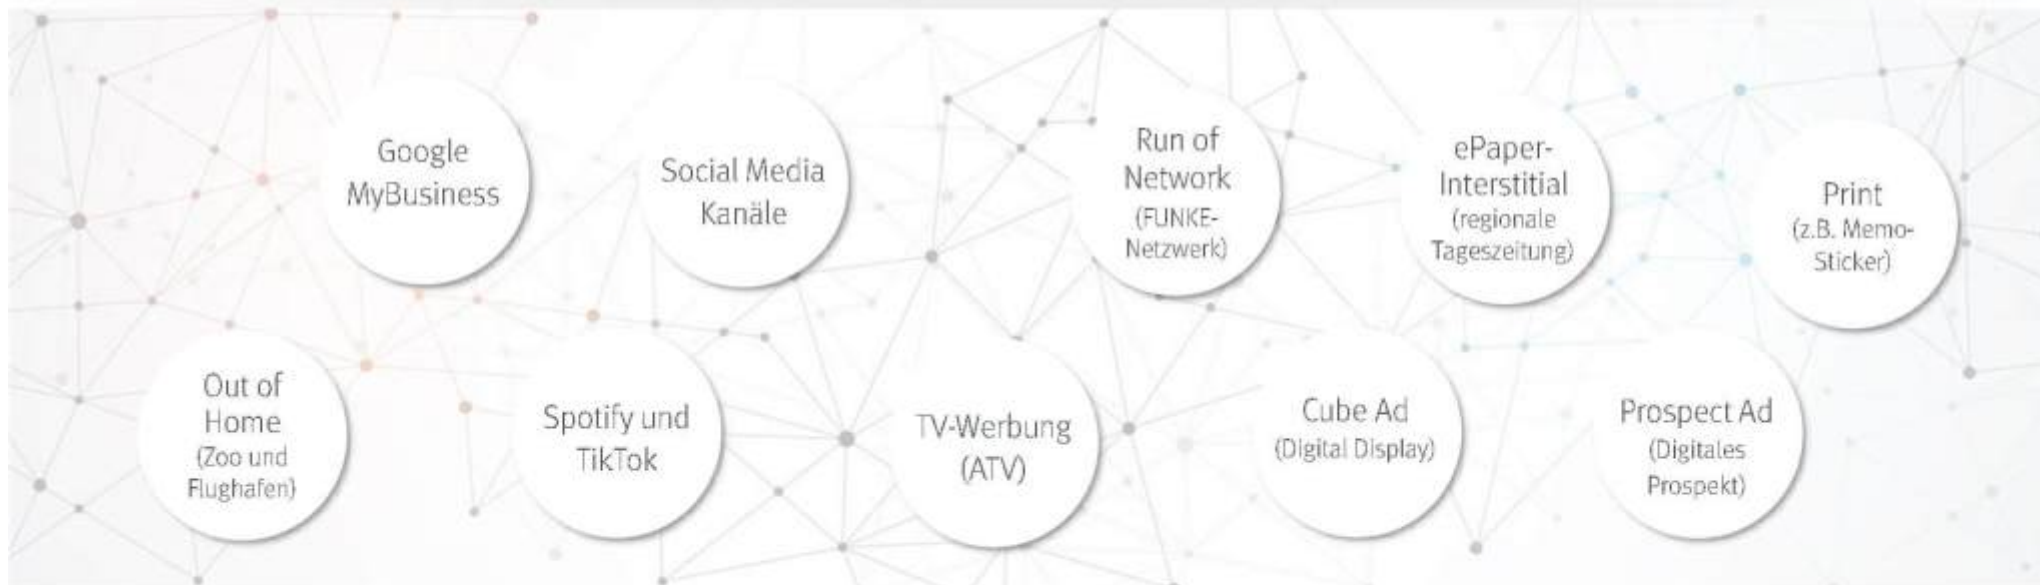 Google
MyBusiness
Social Media
Kanäle
Run of
Network
(FUNKE-
Netzwerk)
ePaper-
Interstitial
(regionale
Tageszeitung)
Print
(z.B. Memo-
Sticker)
Out of
Home
(Zoo und
Flughafen)
Spotify und
TikTok
TV-Werbung
(ATV)
Cube Ad
(Digital Display)
Prospect Ad
(Digitales
Prospekt)